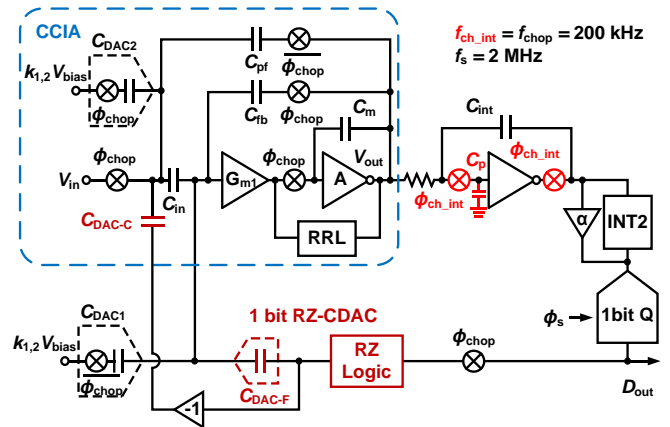 CCIA
f_ch_int = f_chop = 200 kHz
f_s = 2 MHz
C_DAC2
C_pf
ϕ_chop
k_1,2 V_bias
ϕ_chop
C_fb
ϕ_chop
C_m
C_int
ϕ_chop
V_in
C_in
G_m1
ϕ_chop
A
V_out
C_p
ϕ_ch_int
ϕ_ch_int
C_DAC-C
RRL
α
INT2
C_DAC1
1 bit RZ-CDAC
ϕ_s
1bit Q
k_1,2 V_bias
ϕ_chop
C_DAC-F
RZ
Logic
ϕ_chop
D_out
-1